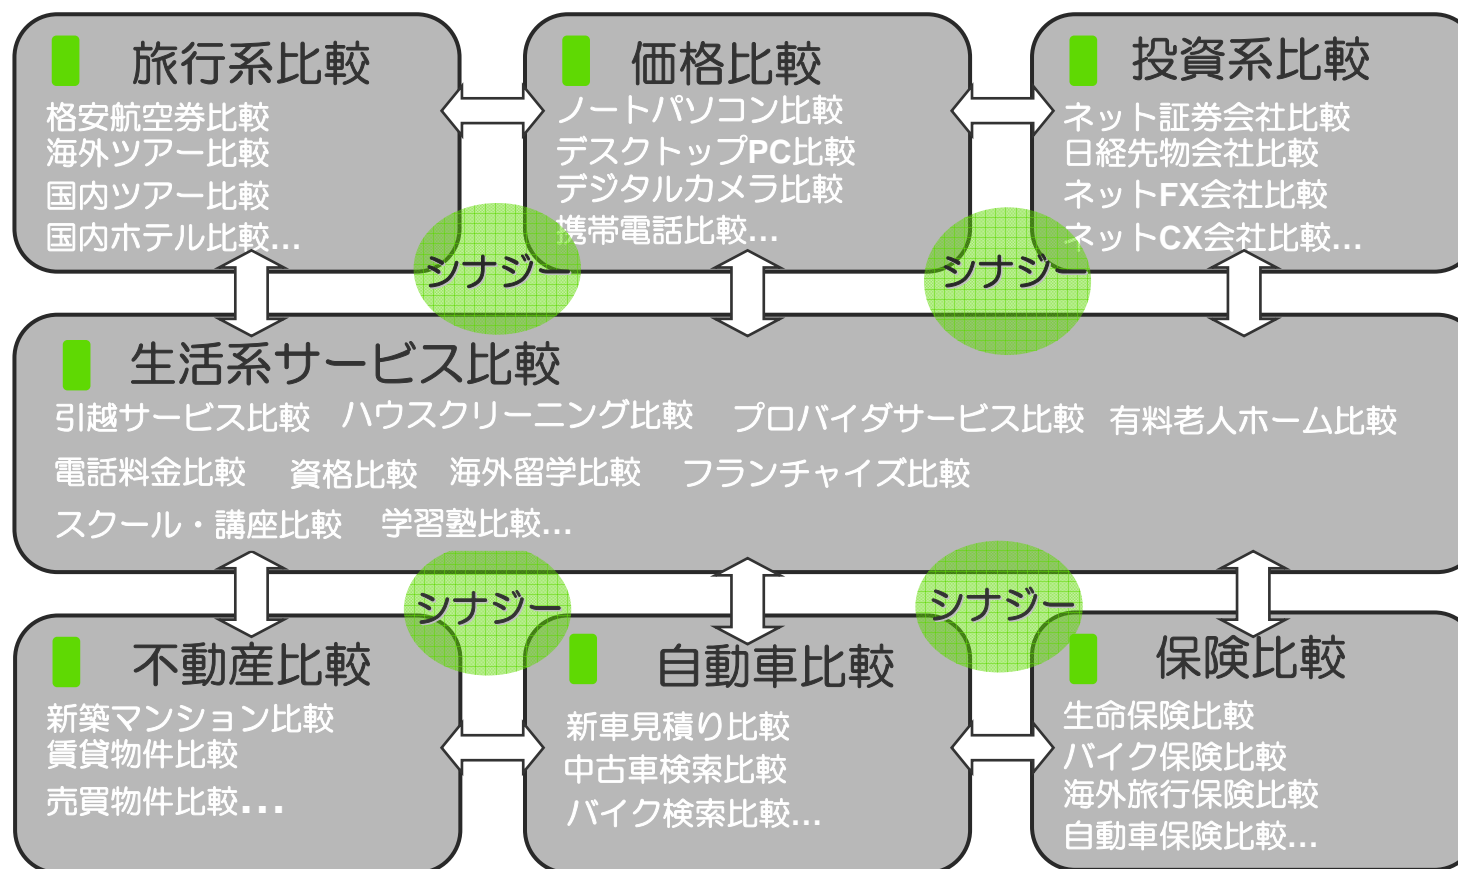 旅行系比較
格安航空券比較
海外ツアー比較
国内ツアー比較
国内ホテル比較...
価格比較
ノートパソコン比較
デスクトップPC比較
デジタルカメラ比較
携帯電話比較...
投資系比較
ネット証券会社比較
日経先物会社比較
ネットFX会社比較
ネットCX会社比較...
シナジー
シナジー
生活系サービス比較
引越サービス比較 ハウスクリーニング比較 プロバイダサービス比較 有料老人ホーム比較
電話料金比較 資格比較 海外留学比較 フランチャイズ比較
スクール・講座比較 学習塾比較...
シナジー
シナジー
不動産比較
新築マンション比較
賃貸物件比較
売買物件比較...
自動車比較
新車見積り比較
中古車検索比較
バイク検索比較...
保険比較
生命保険比較
バイク保険比較
海外旅行保険比較
自動車保険比較...